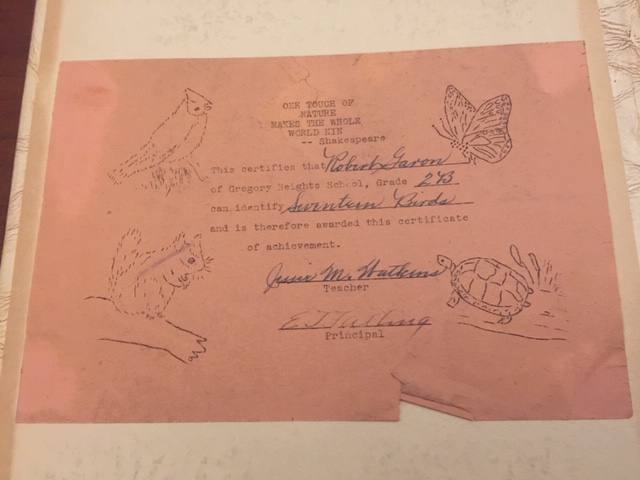 ONE TOUCH OF
NATURE
MAKES THE WHOLE
WORLD KIN
-- Shakespeare
This certifies that Robert Garon
of Gregory Heights School, Grade 2B
can identify Seventeen Birds
and is therefore awarded this certificate
of achievement.
Jessie M. Watkins
Teacher
Principal